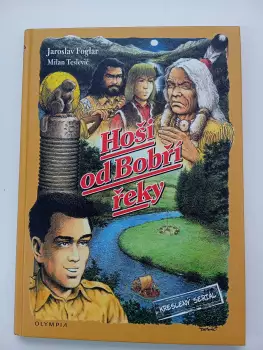 Jaroslav Foglar
Milan Teslevič
Hoši
od Bobří
řeky
KRESLENÝ SERIÁL
OLYMPIA